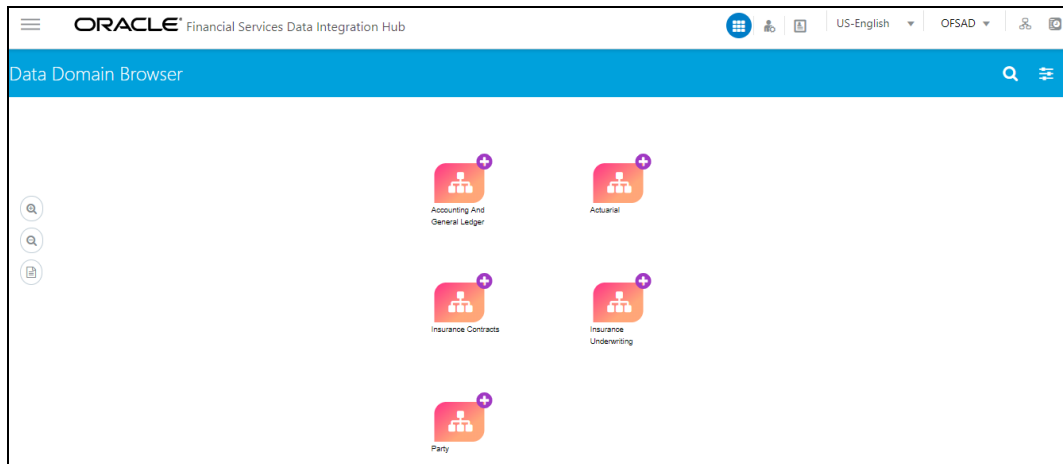 ORACLE® Financial Services Data Integration Hub
US-English
OFSAD
Data Domain Browser
Accounting And
General Ledger
Actuarial
Insurance Contracts
Insurance
Underwriting
Party